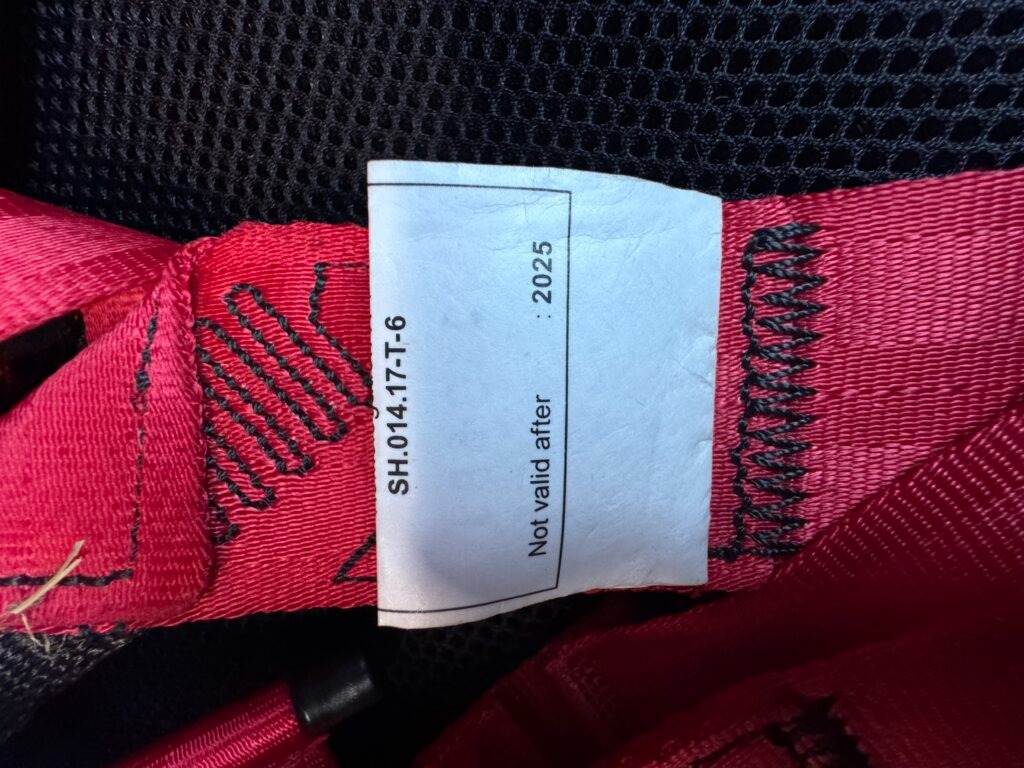 SH.014.17-T-6
Not valid after : 2025